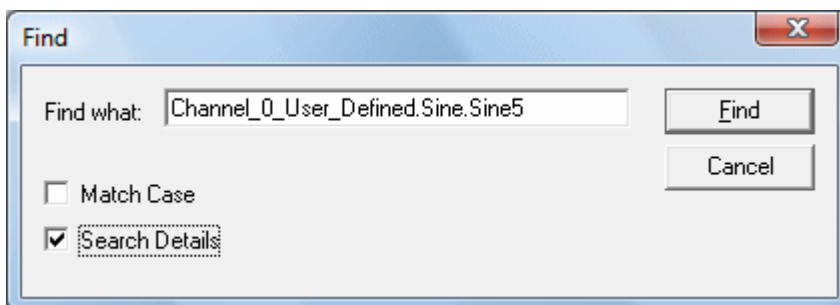 Find
Find what: Channel_0_User_Defined.Sine.Sine5
Find
Cancel
Match Case
Search Details